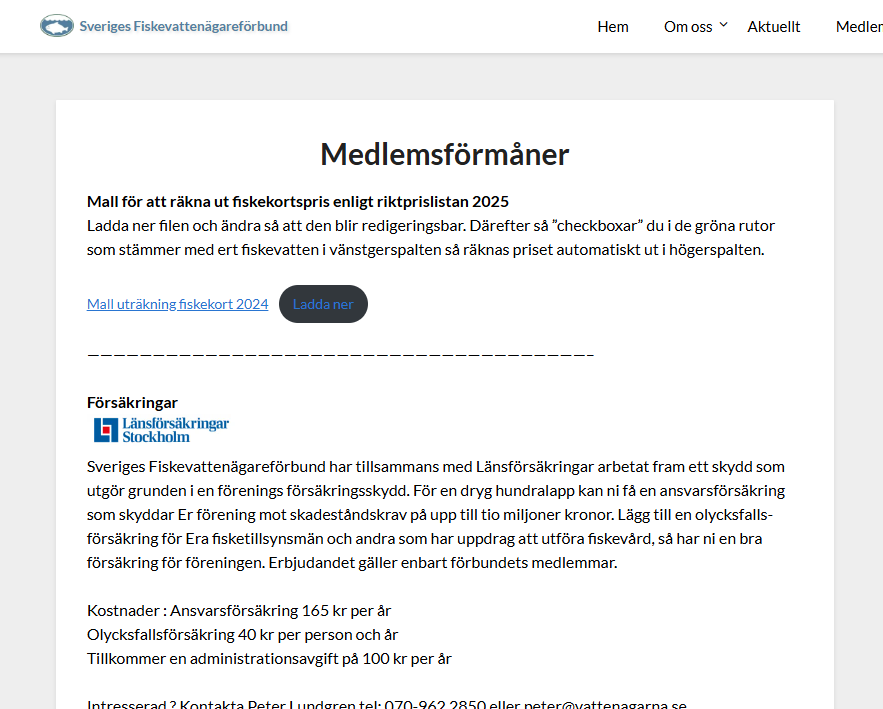 Sveriges Fiskevattenägareförbund
Hem Om oss Aktuellt Medlem
Medlemsförmåner
Mall för att räkna ut fiskekortspris enligt riktprislistan 2025
Ladda ner filen och ändra så att den blir redigeringsbar. Därefter så ”checkboxar” du i de gröna rutor
som stämmer med ert fiskevatten i vänstgerspalten så räknas priset automatiskt ut i högerspalten.
Mall uträkning fiskekort 2024 Ladda ner
——————————————————————————————————————–
Försäkringar
Länsförsäkringar
Stockholm
Sveriges Fiskevattenägareförbund har tillsammans med Länsförsäkringar arbetat fram ett skydd som
utgör grunden i en förenings försäkringsskydd. För en dryg hundralapp kan ni få en ansvarsförsäkring
som skyddar Er förening mot skadeståndskrav på upp till tio miljoner kronor. Lägg till en olycksfalls-
försäkring för Era fisketillsynsmän och andra som har uppdrag att utföra fiskevård, så har ni en bra
försäkring för föreningen. Erbjudandet gäller enbart förbundets medlemmar.
Kostnader : Ansvarsförsäkring 165 kr per år
Olycksfallsförsäkring 40 kr per person och år
Tillkommer en administrationsavgift på 100 kr per år
Intresserad ? Kontakta Peter Lundgren tel: 070-962 2850 eller peter@vattenagarna.se